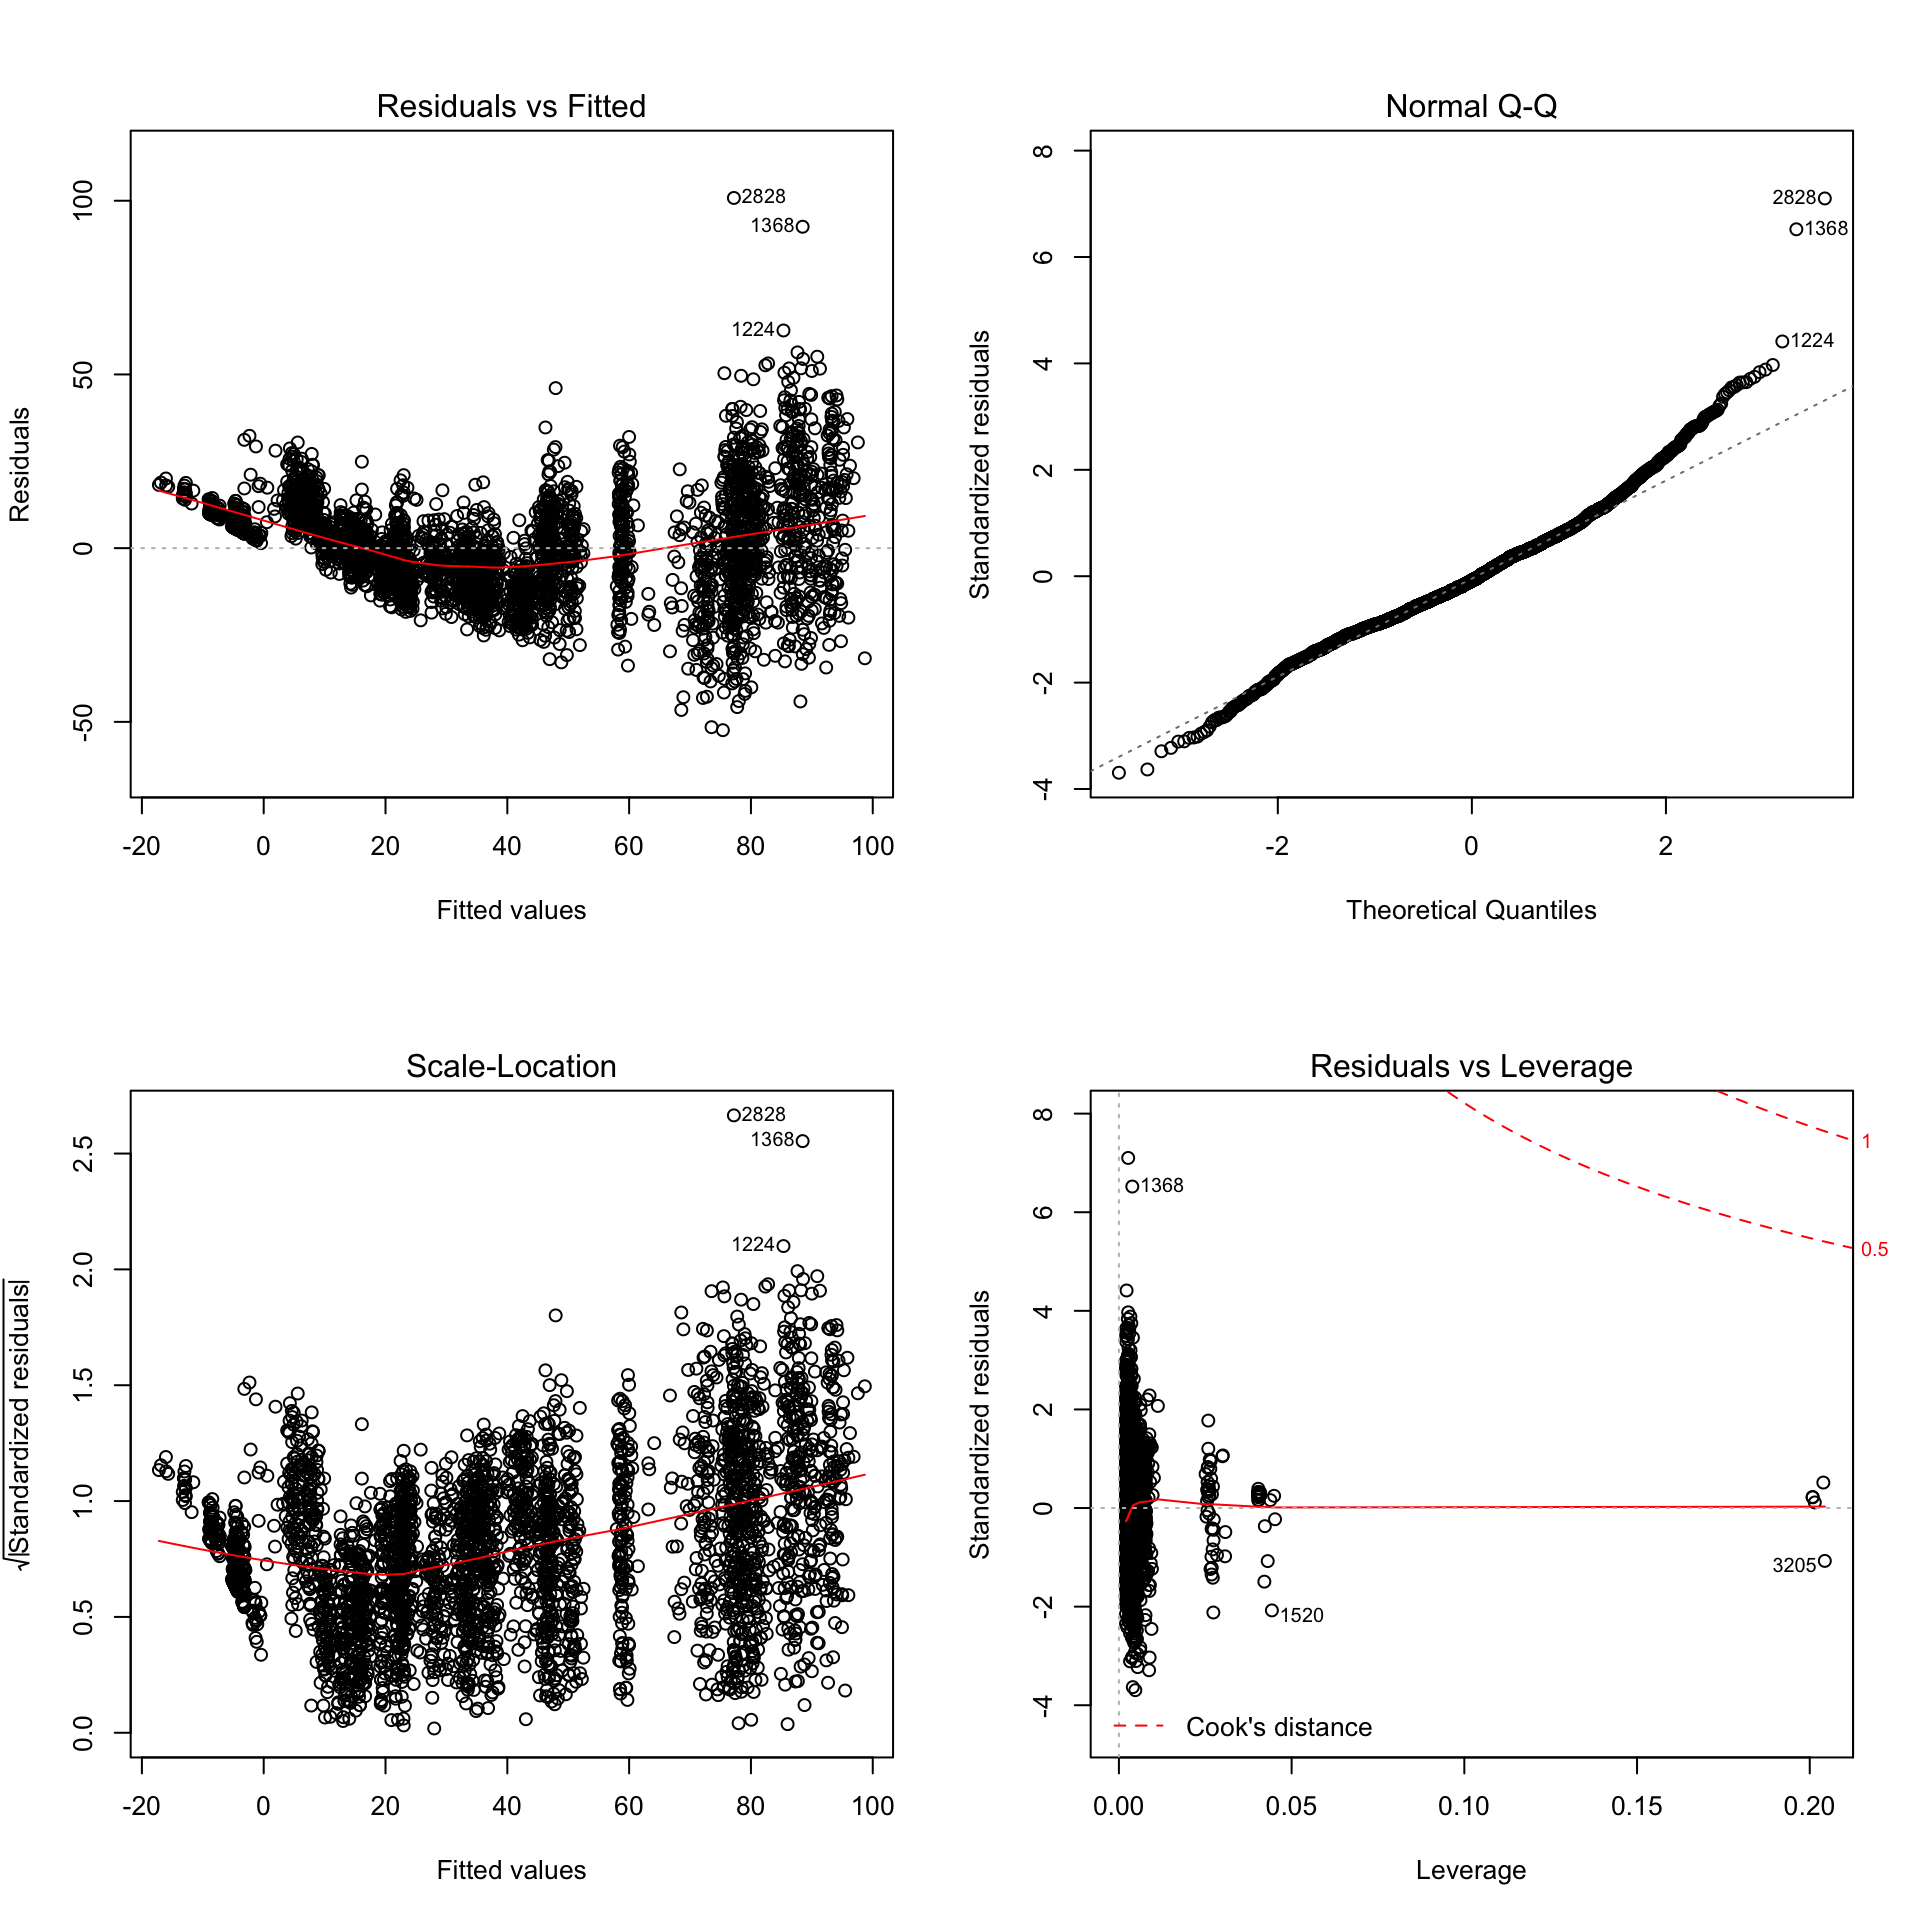 Residuals vs Fitted
Residuals
100
50
0
-50
2828
1368
1224
-20 0 20 40 60 80 100
Fitted values
Normal Q-Q
Standardized residuals
8
6
4
2
0
-2
-4
2828
1368
1224
-2 0 2
Theoretical Quantiles
Scale-Location
√|Standardized residuals|
2.5
2.0
1.5
1.0
0.5
0.0
2828
1368
1224
-20 0 20 40 60 80 100
Fitted values
Residuals vs Leverage
Standardized residuals
8
6
4
2
0
-2
-4
1
0.5
1368
3205
1520
Cook's distance
0.00 0.05 0.10 0.15 0.20
Leverage